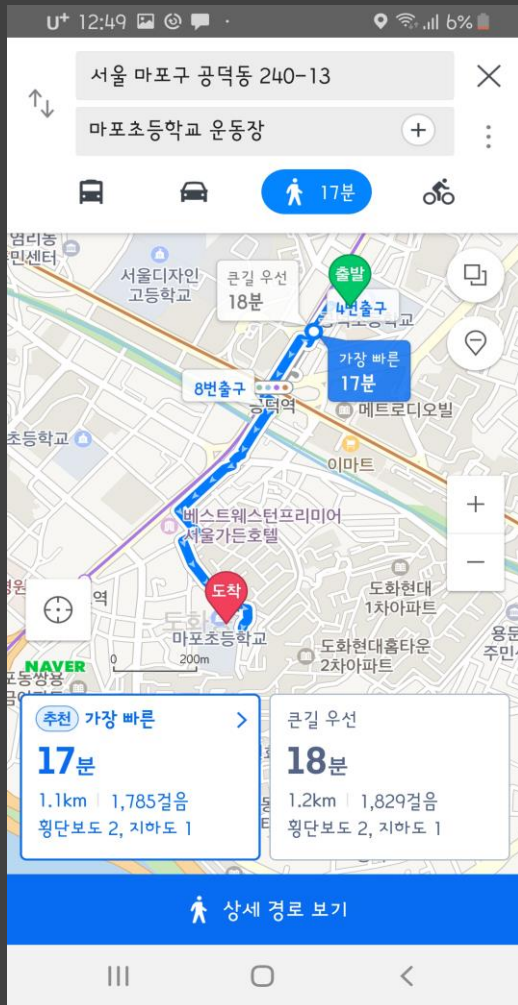 U+ 12:49
6%
서울 마포구 공덕동 240-13
마포초등학교 운동장
17분
염리동
민센터
서울디자인
고등학교
큰길 우선
18분
출발
4번출구
가장 빠른
17분
8번출구
공덕역
메트로디오빌
초등학교
이마트
베스트웨스턴프리미어
서울가든호텔
도착
역
도화
마포초등학교
도화현대
1차아파트
도화현대홈타운
2차아파트
용문
주민
NAVER
0 200m
포동쌍용
추천 가장 빠른
17분
1.1km 1,785걸음
횡단보도 2, 지하도 1
큰길 우선
18분
1.2km 1,829걸음
횡단보도 2, 지하도 1
상세 경로 보기